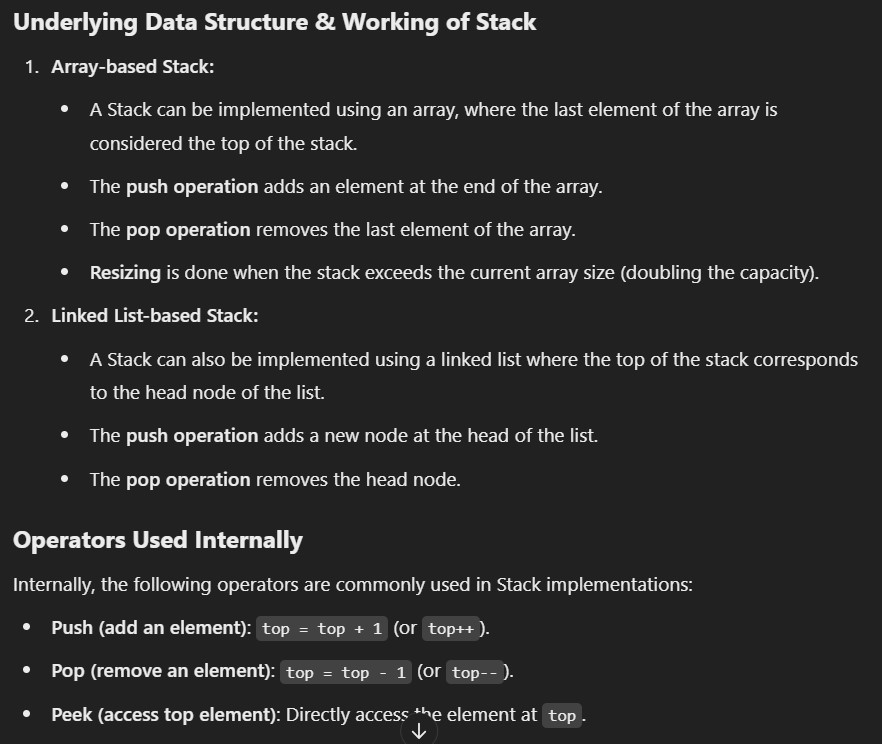 Underlying Data Structure & Working of Stack
1. Array-based Stack:
• A Stack can be implemented using an array, where the last element of the array is
considered the top of the stack.
• The push operation adds an element at the end of the array.
• The pop operation removes the last element of the array.
• Resizing is done when the stack exceeds the current array size (doubling the capacity).
2. Linked List-based Stack:
• A Stack can also be implemented using a linked list where the top of the stack corresponds
to the head node of the list.
• The push operation adds a new node at the head of the list.
• The pop operation removes the head node.
Operators Used Internally
Internally, the following operators are commonly used in Stack implementations:
• Push (add an element): top = top + 1 (or top++).
• Pop (remove an element): top = top - 1 (or top--).
• Peek (access top element): Directly access the element at top.